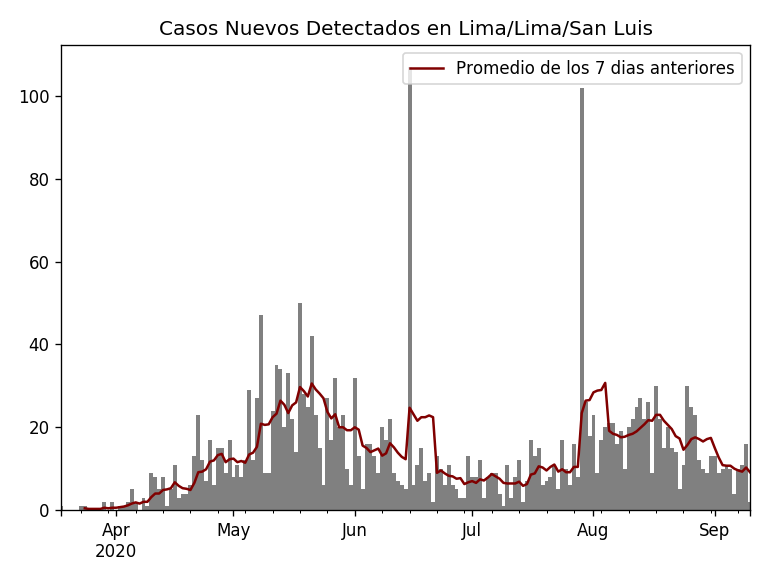 Casos Nuevos Detectados en Lima/Lima/San Luis
Promedio de los 7 dias anteriores
100
80
60
40
20
0
Apr May Jun Jul Aug Sep
2020